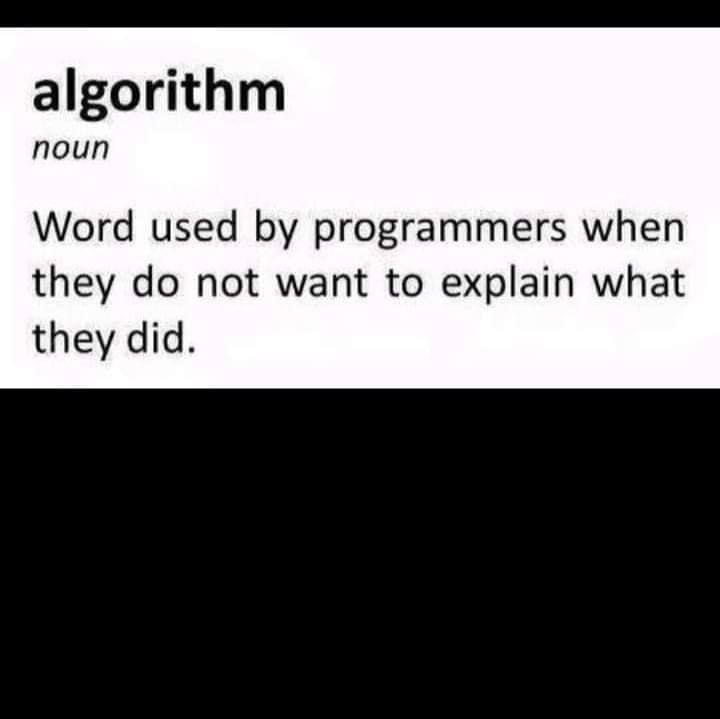 algorithm
noun
Word used by programmers when
they do not want to explain what
they did.